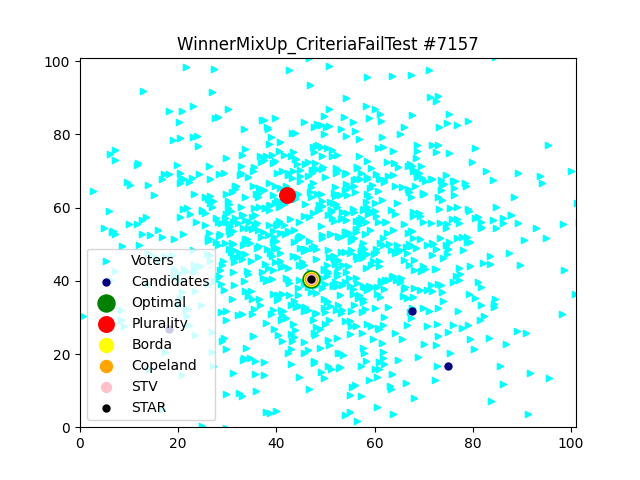 WinnerMixUp_CriteriaFailTest #7157
100
80
60
40
20
0
0 20 40 60 80 100
Voters
Candidates
Optimal
Plurality
Borda
Copeland
STV
STAR